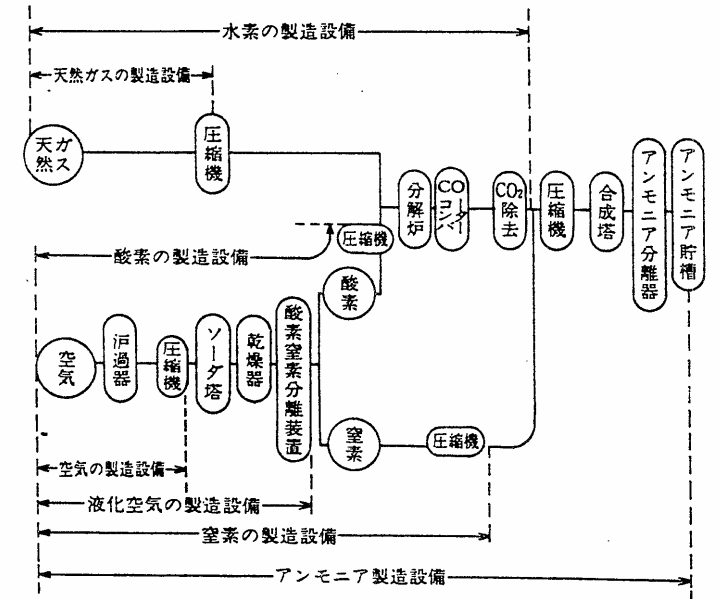 水素の製造設備
天然ガスの製造設備
天然ガス
圧縮機
分解炉
COコンバーター
CO₂除去
圧縮機
合成塔
アンモニア分離器
アンモニア貯槽
圧縮機
酸素の製造設備
酸素
空気
沪過器
圧縮機
ソーダ塔
乾燥器
酸素窒素分離装置
窒素
圧縮機
空気の製造設備
液化空気の製造設備
窒素の製造設備
アンモニア製造設備